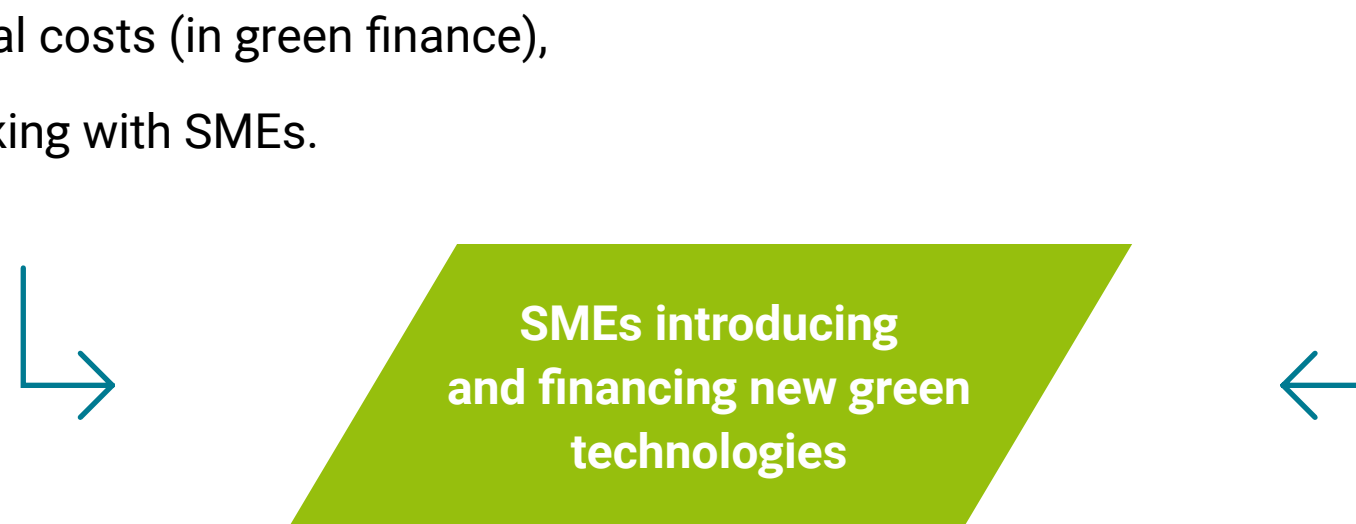 al costs (in green finance),
king with SMEs.
SMEs introducing
and financing new green
technologies